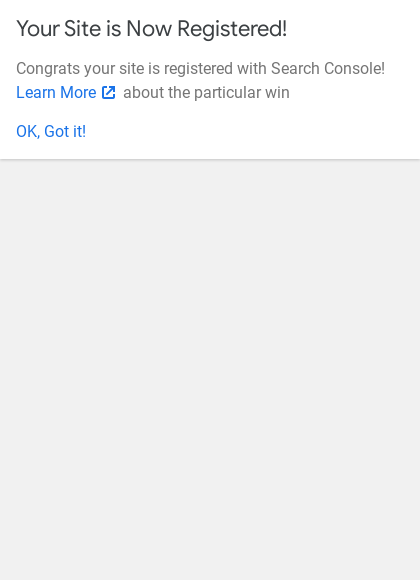 Your Site is Now Registered!
Congrats your site is registered with Search Console!
Learn More about the particular win
OK, Got it!